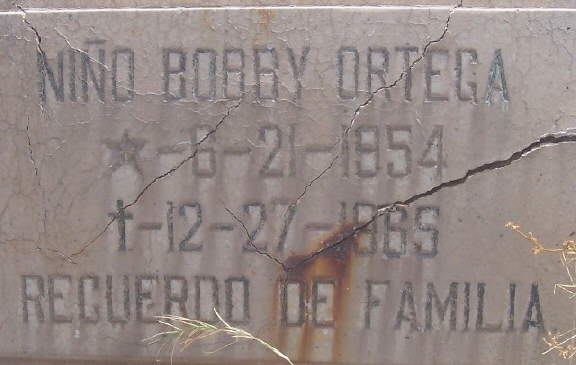 NIÑO BOBBY ORTEGA
★-6-21-1954
†-12-27-1965
RECUERDO DE FAMILIA